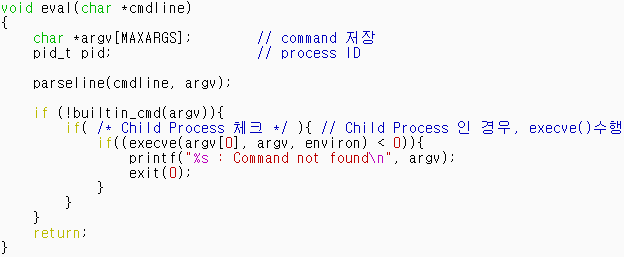 void eval(char *cmdline)
{
    char *argv[MAXARGS];        // command 저장
    pid_t pid;                  // process ID

    parseline(cmdline, argv);

    if (!builtin_cmd(argv)){
        if( /* Child Process 체크 */ ){ // Child Process 인 경우, execve()수행
            if((execve(argv[0], argv, environ) < 0)){
                printf("%s : Command not found\n", argv);
                exit(0);
            }
        }
    }
    return;
}